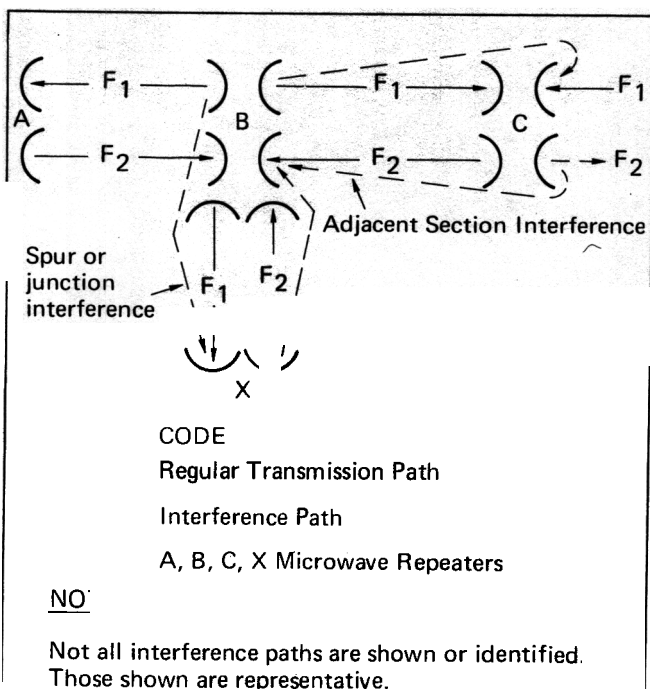 F1 F1 F1
A B C
F2 F2 F2
Adjacent Section Interference
Spur or
junction
interference
F1 F2
X
CODE
Regular Transmission Path
Interference Path
A, B, C, X Microwave Repeaters
NO
Not all interference paths are shown or identified.
Those shown are representative.